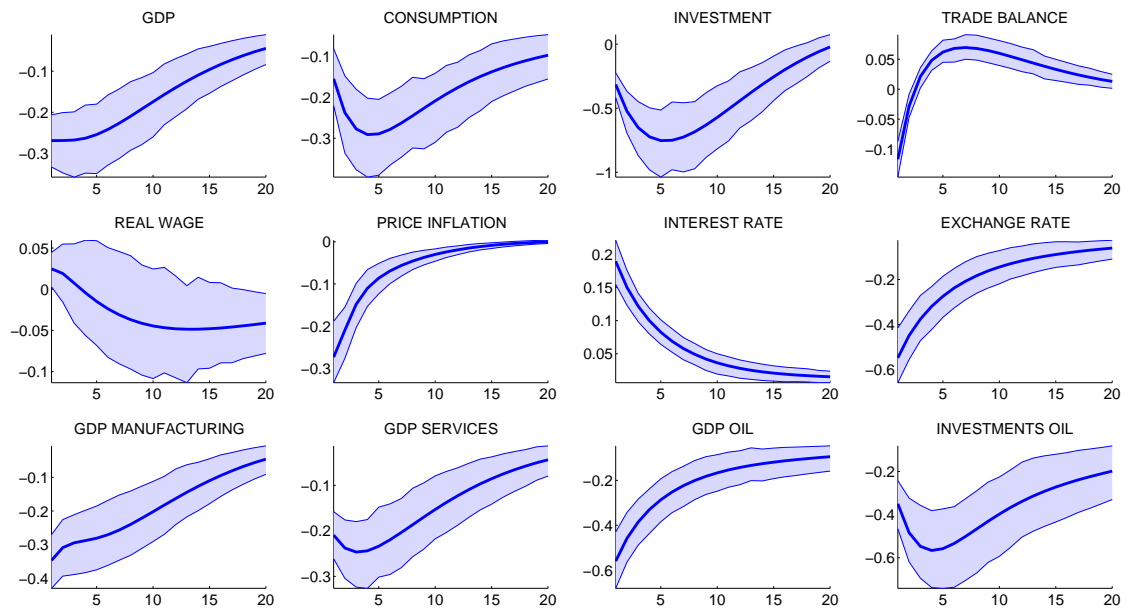 GDP
CONSUMPTION
INVESTMENT
TRADE BALANCE
−0.1
−0.2
−0.3
5 10 15 20
−0.1
−0.2
−0.3
5 10 15 20
0
−0.5
−1
5 10 15 20
0.05
0
−0.05
−0.1
5 10 15 20
REAL WAGE
PRICE INFLATION
INTEREST RATE
EXCHANGE RATE
0.05
0
−0.05
−0.1
5 10 15 20
0
−0.1
−0.2
−0.3
5 10 15 20
0.2
0.15
0.1
0.05
5 10 15 20
−0.2
−0.4
−0.6
5 10 15 20
GDP MANUFACTURING
GDP SERVICES
GDP OIL
INVESTMENTS OIL
−0.1
−0.2
−0.3
−0.4
5 10 15 20
−0.1
−0.2
−0.3
5 10 15 20
−0.2
−0.4
−0.6
5 10 15 20
−0.2
−0.4
−0.6
5 10 15 20